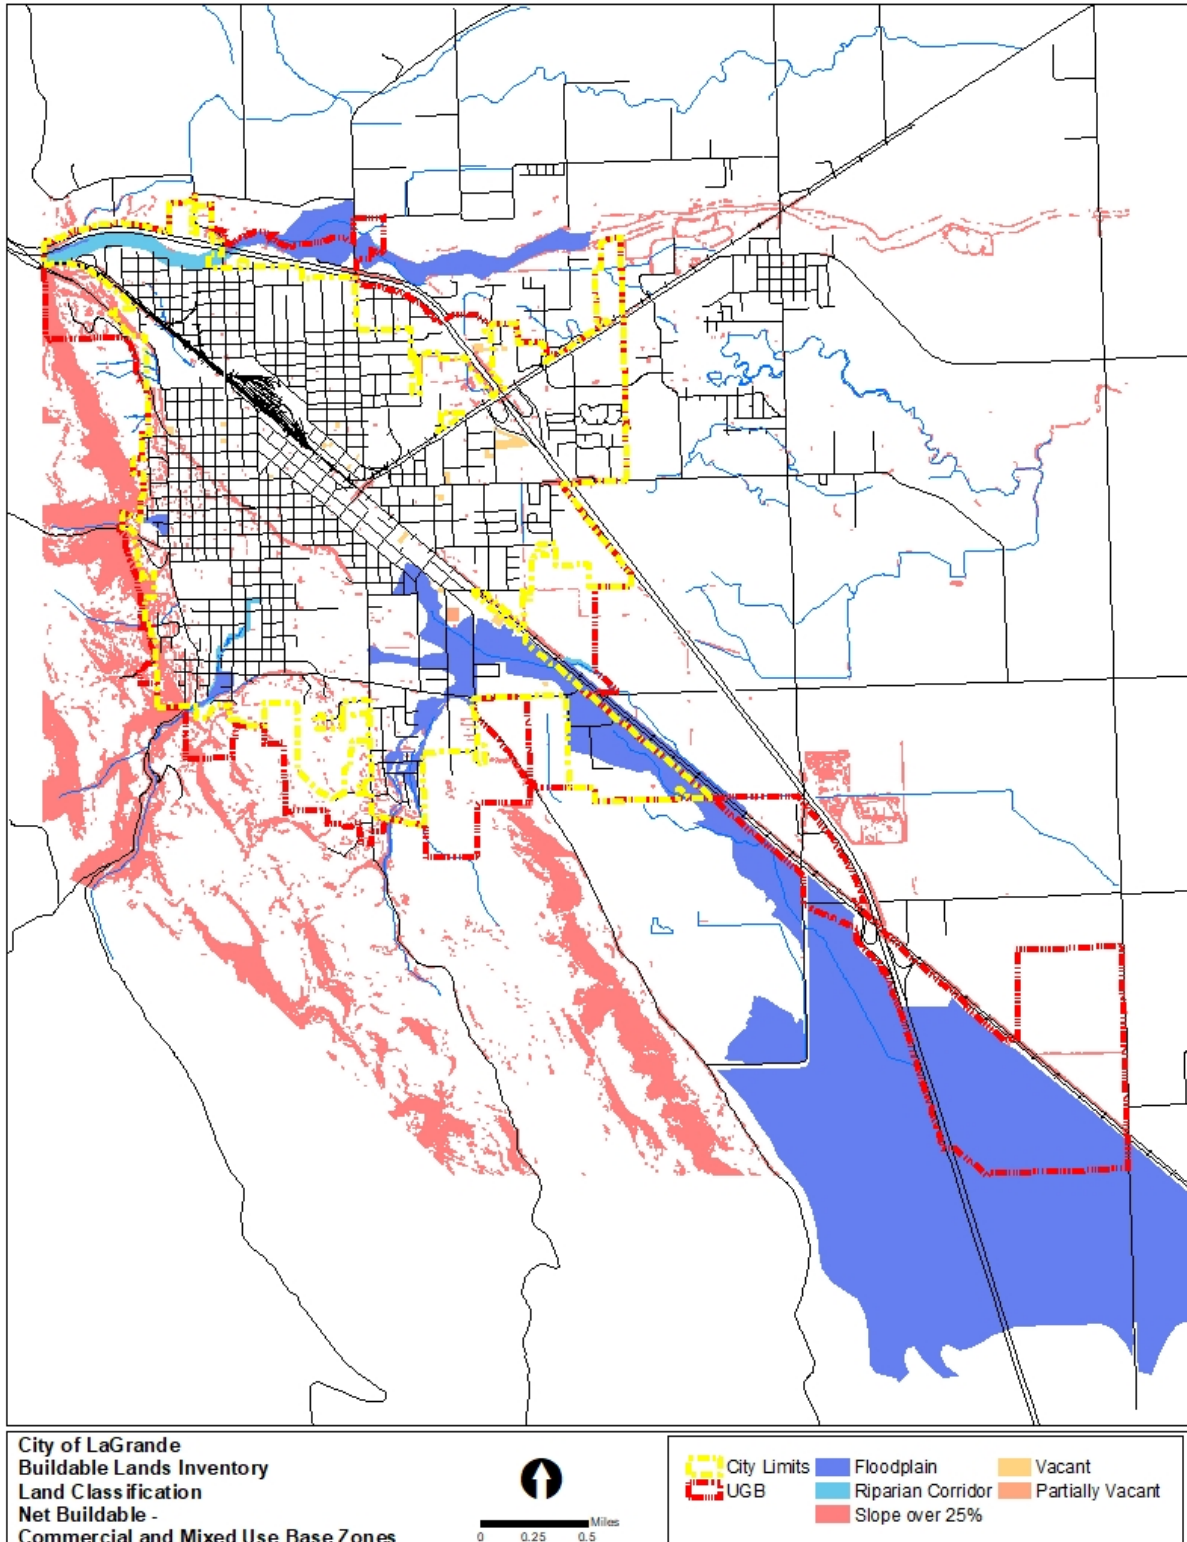 City of LaGrande
Buildable Lands Inventory
Land Classification
Net Buildable -
Commercial and Mixed Use Base Zones
Miles
0 0.25 0.5
City Limits
UGB
Floodplain
Riparian Corridor
Slope over 25%
Vacant
Partially Vacant